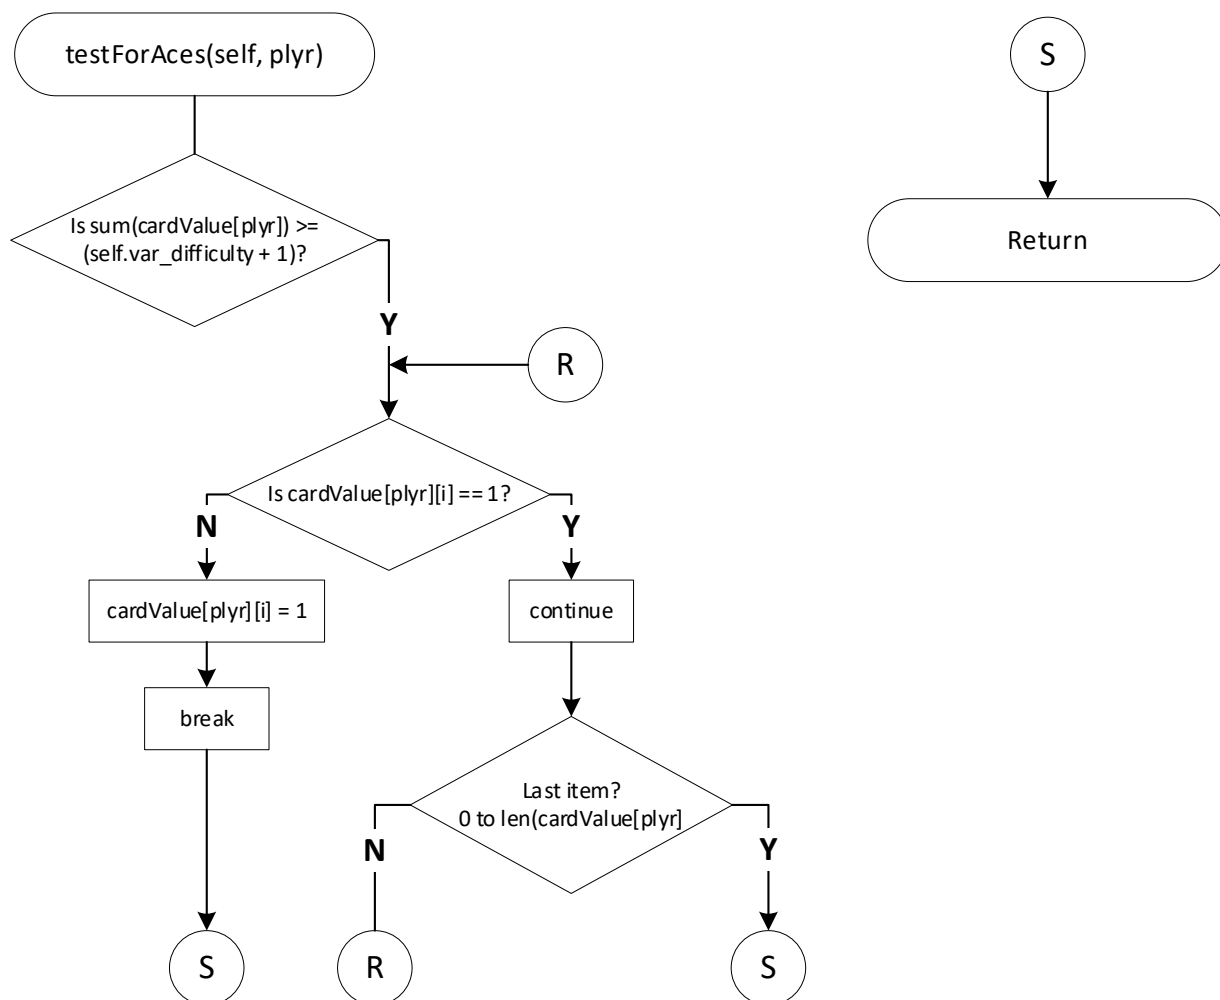 testForAces(self, plyr)
S
Is sum(cardValue[plyr]) >=
(self.var_difficulty + 1)?
Return
Y
R
Is cardValue[plyr][i] == 1?
N
Y
cardValue[plyr][i] = 1
continue
break
Last item?
0 to len(cardValue[plyr]
N
Y
S
R
S